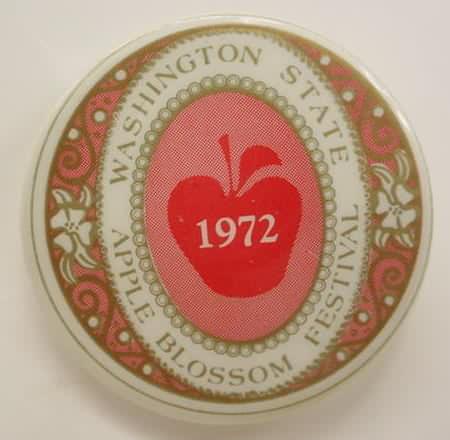 WASHINGTON STATE
1972
APPLE BLOSSOM FESTIVAL